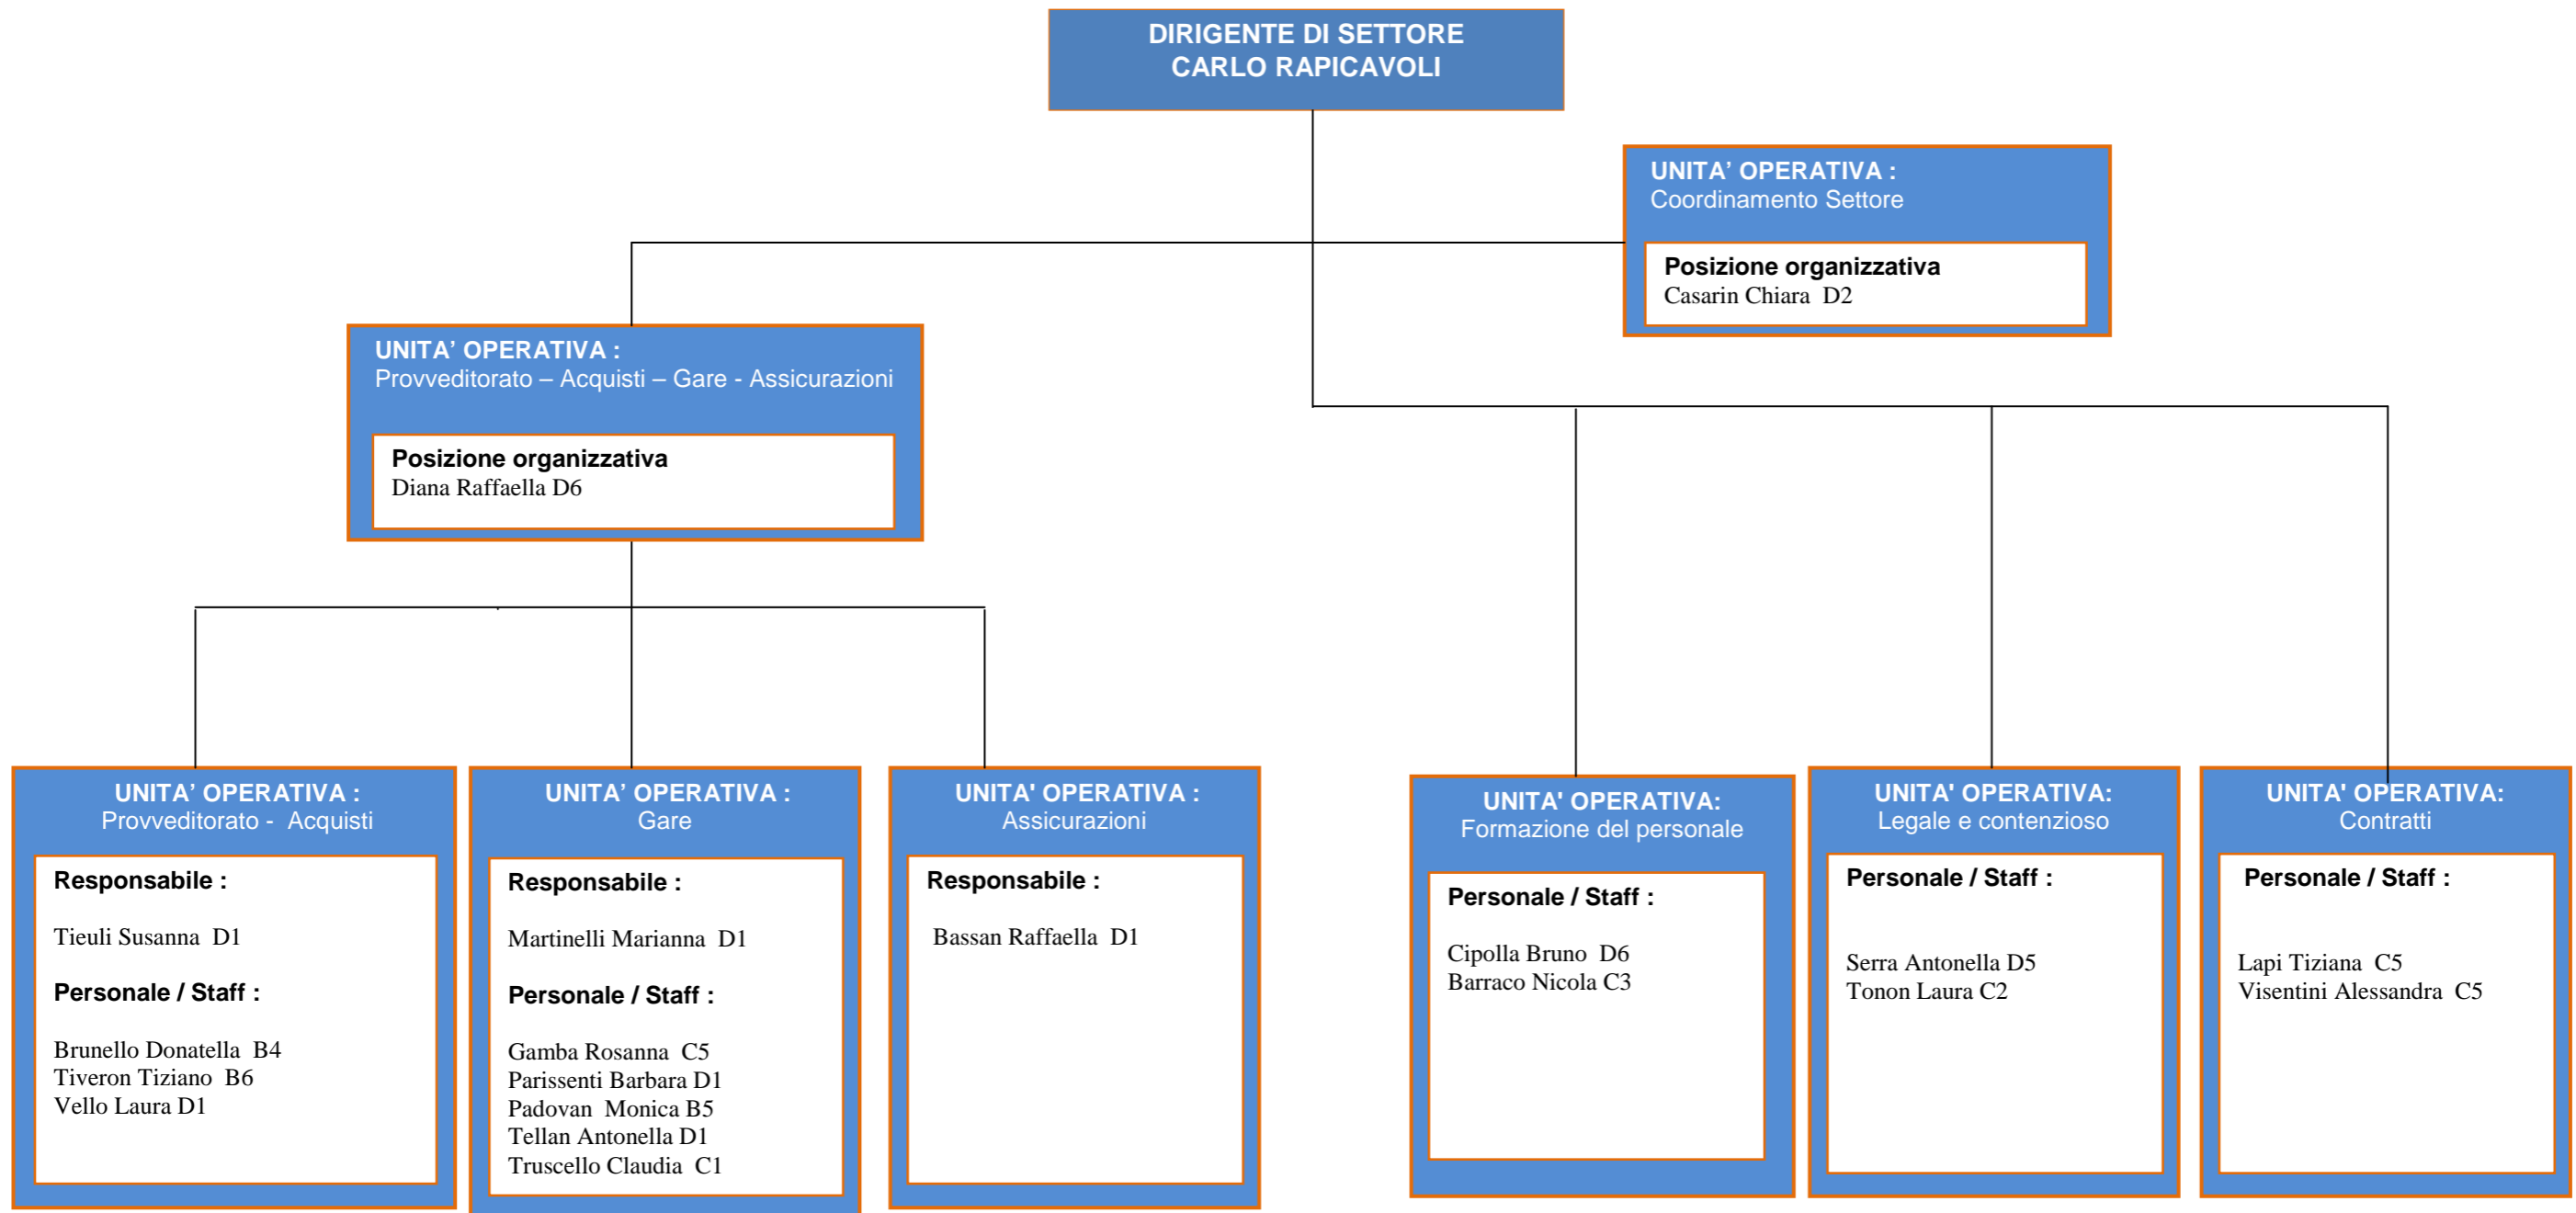 DIRIGENTE DI SETTORE
CARLO RAPICAVOLI
UNITA’ OPERATIVA :
Coordinamento Settore
Posizione organizzativa
Casarin Chiara  D2
UNITA’ OPERATIVA :
Provveditorato – Acquisti – Gare - Assicurazioni
Posizione organizzativa
Diana Raffaella D6
UNITA’ OPERATIVA :
Provveditorato -  Acquisti
Responsabile :
Tieuli Susanna  D1
Personale / Staff :
Brunello Donatella  B4
Tiveron Tiziano  B6
Vello Laura D1
UNITA’ OPERATIVA :
Gare
Responsabile :
Martinelli Marianna  D1
Personale / Staff :
Gamba Rosanna  C5
Parissenti Barbara D1
Padovan  Monica B5
Tellan Antonella D1
Truscello Claudia  C1
UNITA' OPERATIVA :
Assicurazioni
Responsabile :
Bassan Raffaella  D1
UNITA' OPERATIVA:
Formazione del personale
Personale / Staff :
Cipolla Bruno  D6
Barraco Nicola C3
UNITA' OPERATIVA:
Legale e contenzioso
Personale / Staff :
Serra Antonella D5
Tonon Laura C2
UNITA' OPERATIVA:
Contratti
Personale / Staff :
Lapi Tiziana  C5
Visentini Alessandra  C5